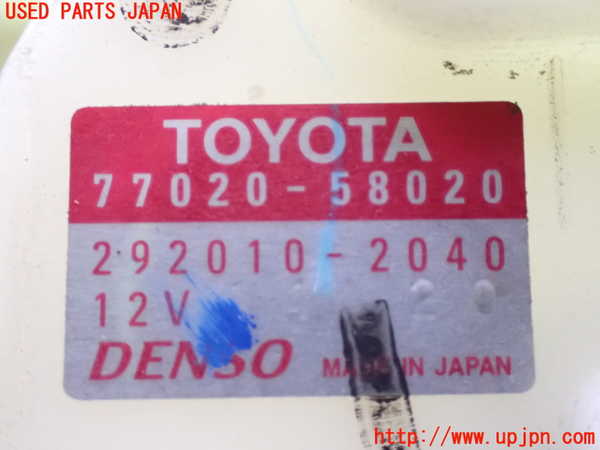 USED PARTS JAPAN
TOYOTA
77020-58020
292010-2040
12V
DENSO MADE IN JAPAN
http://www.upjpn.com/